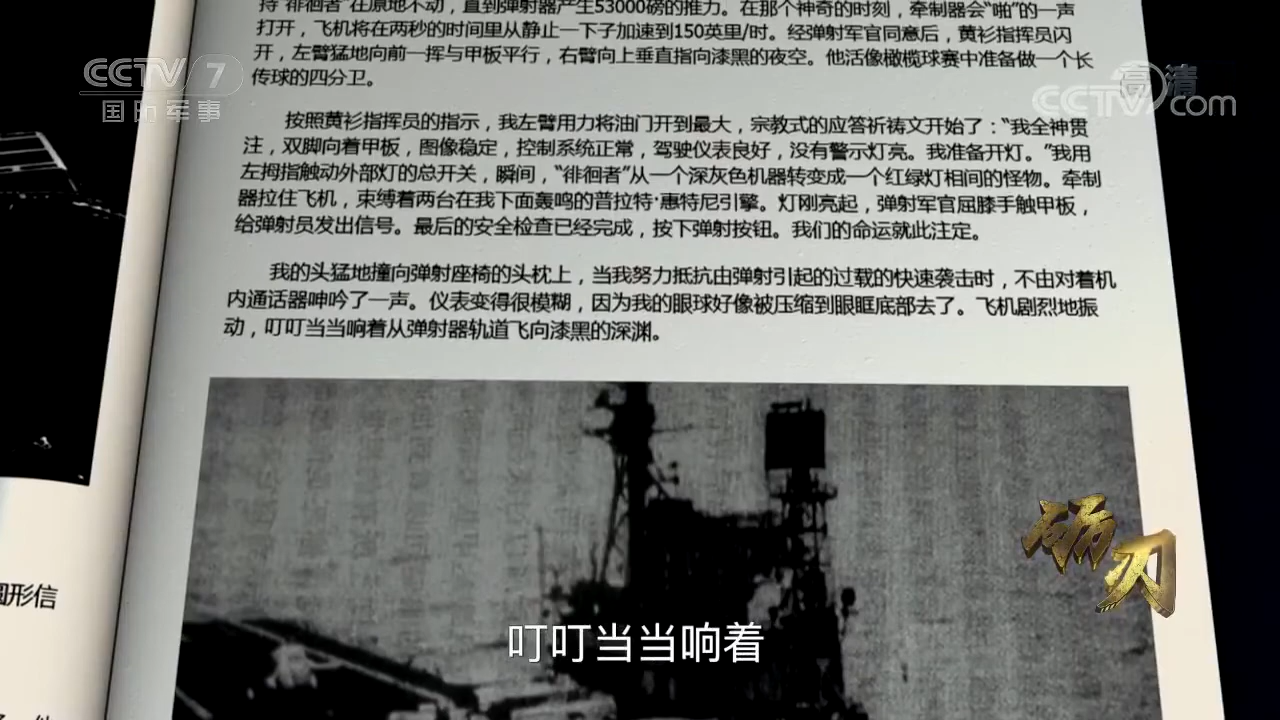 CCTV 7
国防军事
高清
CCTV.com
持“徘徊者”在原地不动，直到弹射器产生53000磅的推力。在那个神奇的时刻，牵制器会“啪”的一声
打开，飞机将在两秒的时间里从静止一下子加速到150英里/时。经弹射军官同意后，黄衫指挥员闪
开，左臂猛地向前一挥与甲板平行，右臂向上垂直指向漆黑的夜空。他活像橄榄球赛中准备做一个长
传球的四分卫。
按照黄衫指挥员的指示，我左臂用力将油门开到最大，宗教式的应答祈祷文开始了：“我全神贯
注，双脚向着甲板，图像稳定，控制系统正常，驾驶仪表良好，没有警示灯亮。我准备开灯。”我用
左拇指触动外部灯的总开关，瞬间，“徘徊者”从一个深灰色机器转变成一个红绿灯相间的怪物。牵制
器拉住飞机，束缚着两台在我下面轰鸣的普拉特·惠特尼引擎。灯刚亮起，弹射军官屈膝手触甲板，
给弹射员发出信号。最后的安全检查已经完成，按下弹射按钮。我们的命运就此注定。
我的头猛地撞向弹射座椅的头枕上，当我努力抵抗由弹射引起的过载的快速袭击时，不由对着机
内通话器呻吟了一声。仪表变得很模糊，因为我的眼球好像被压缩到眼眶底部去了。飞机剧烈地振
动，叮叮当当响着从弹射器轨道飞向漆黑的深渊。
圆形信
砺刃
叮叮当当响着